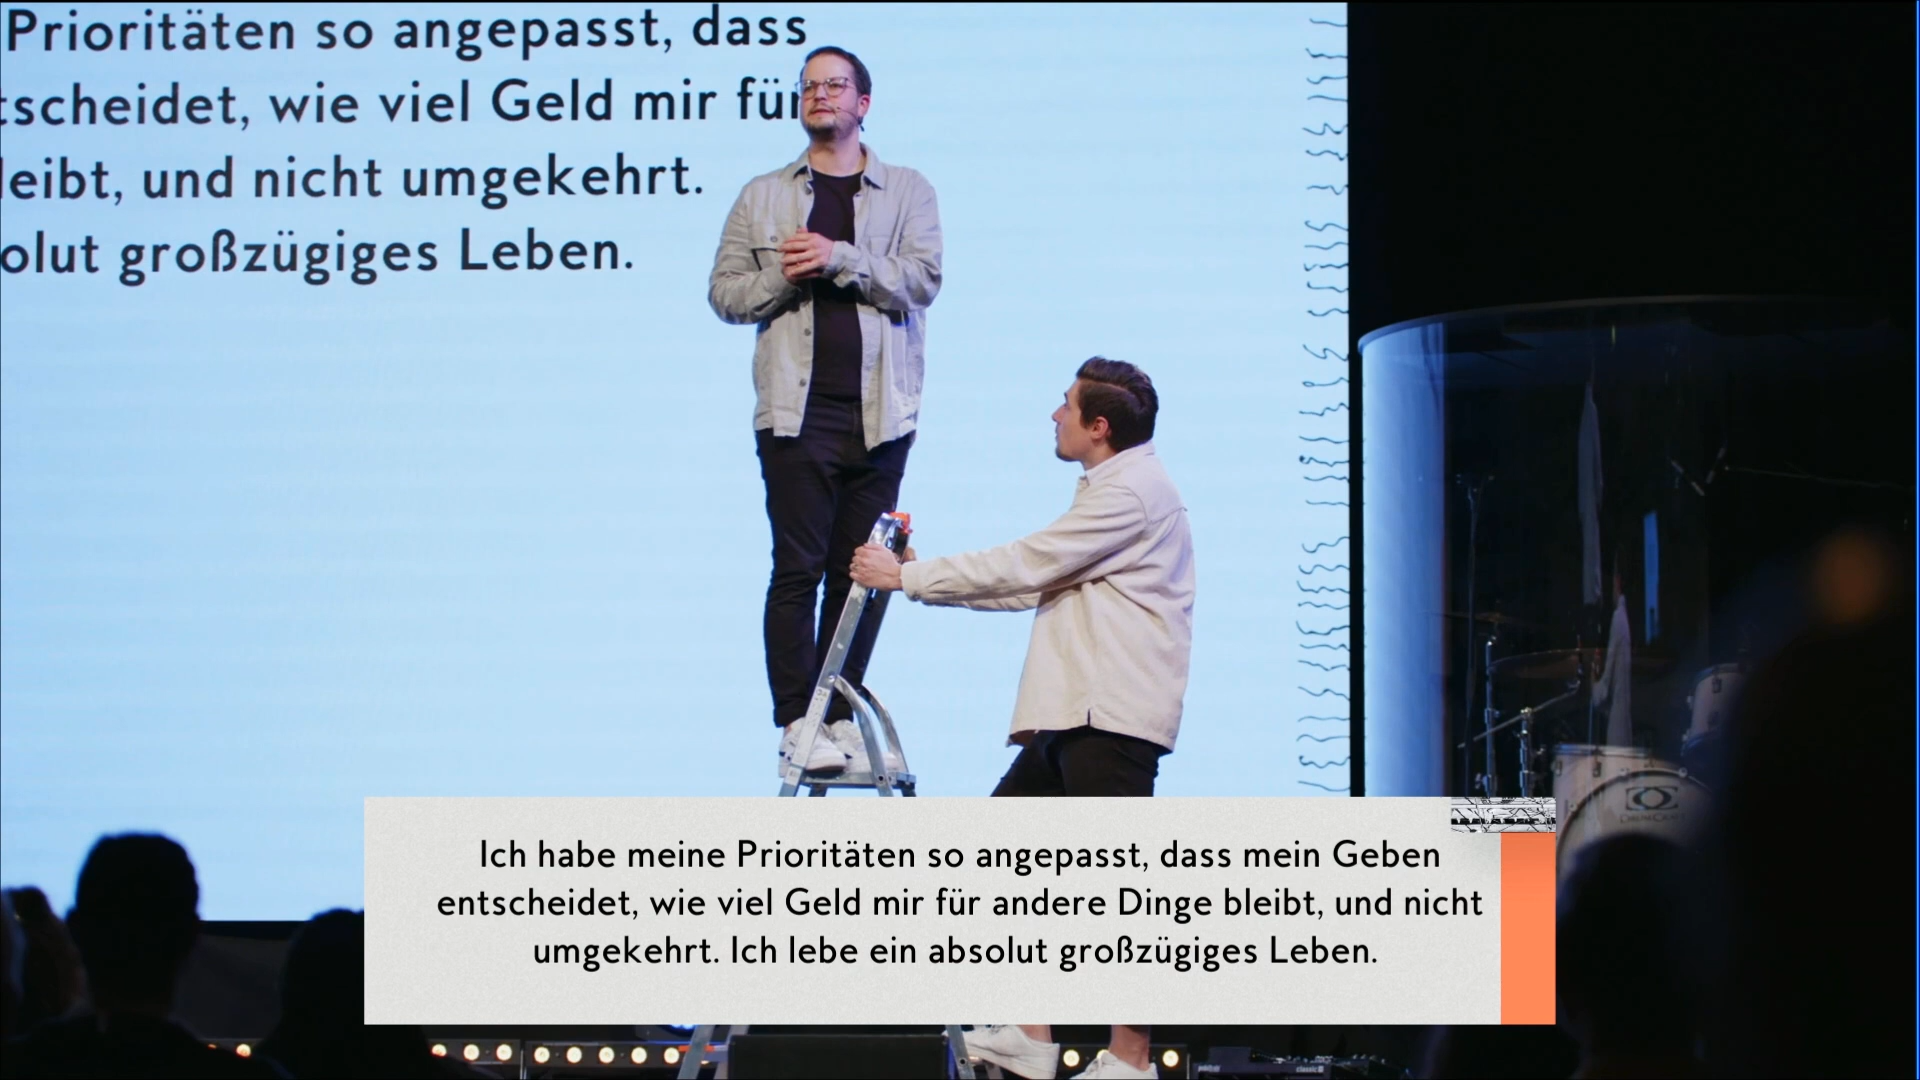 Prioritäten so angepasst, dass
tscheidet, wie viel Geld mir für
leibt, und nicht umgekehrt.
olut großzügiges Leben.
Ich habe meine Prioritäten so angepasst, dass mein Geben
entscheidet, wie viel Geld mir für andere Dinge bleibt, und nicht
umgekehrt. Ich lebe ein absolut großzügiges Leben.